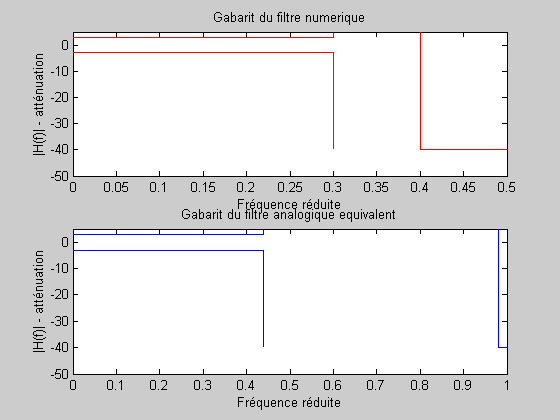 Gabarit du filtre numerique
|H(f)| - atténuation
0
-10
-20
-30
-40
-50
0 0.05 0.1 0.15 0.2 0.25 0.3 0.35 0.4 0.45 0.5
Fréquence réduite
Gabarit du filtre analogique equivalent
|H(f)| - atténuation
0
-10
-20
-30
-40
-50
0 0.1 0.2 0.3 0.4 0.5 0.6 0.7 0.8 0.9 1
Fréquence réduite